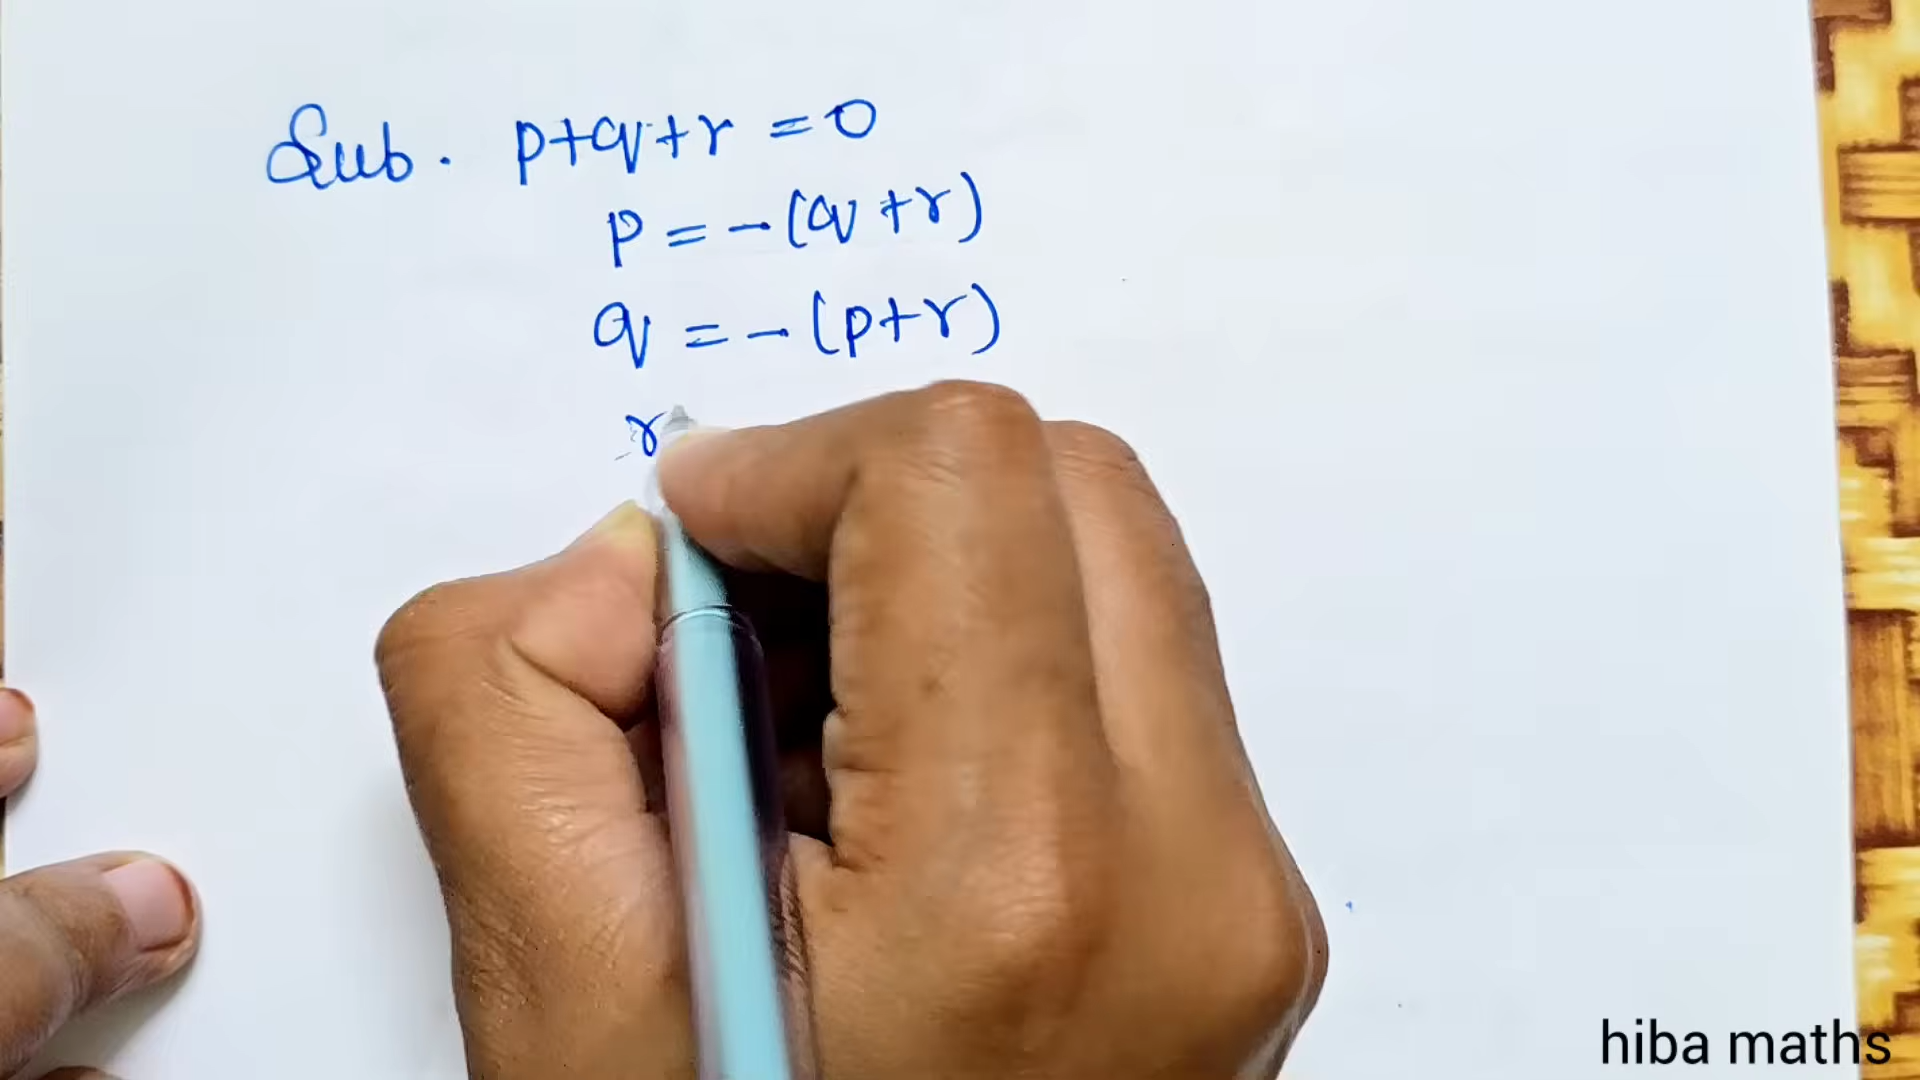 Sub. p+q+r=0
p=-(q+r)
q=-(p+r)
r
hiba maths